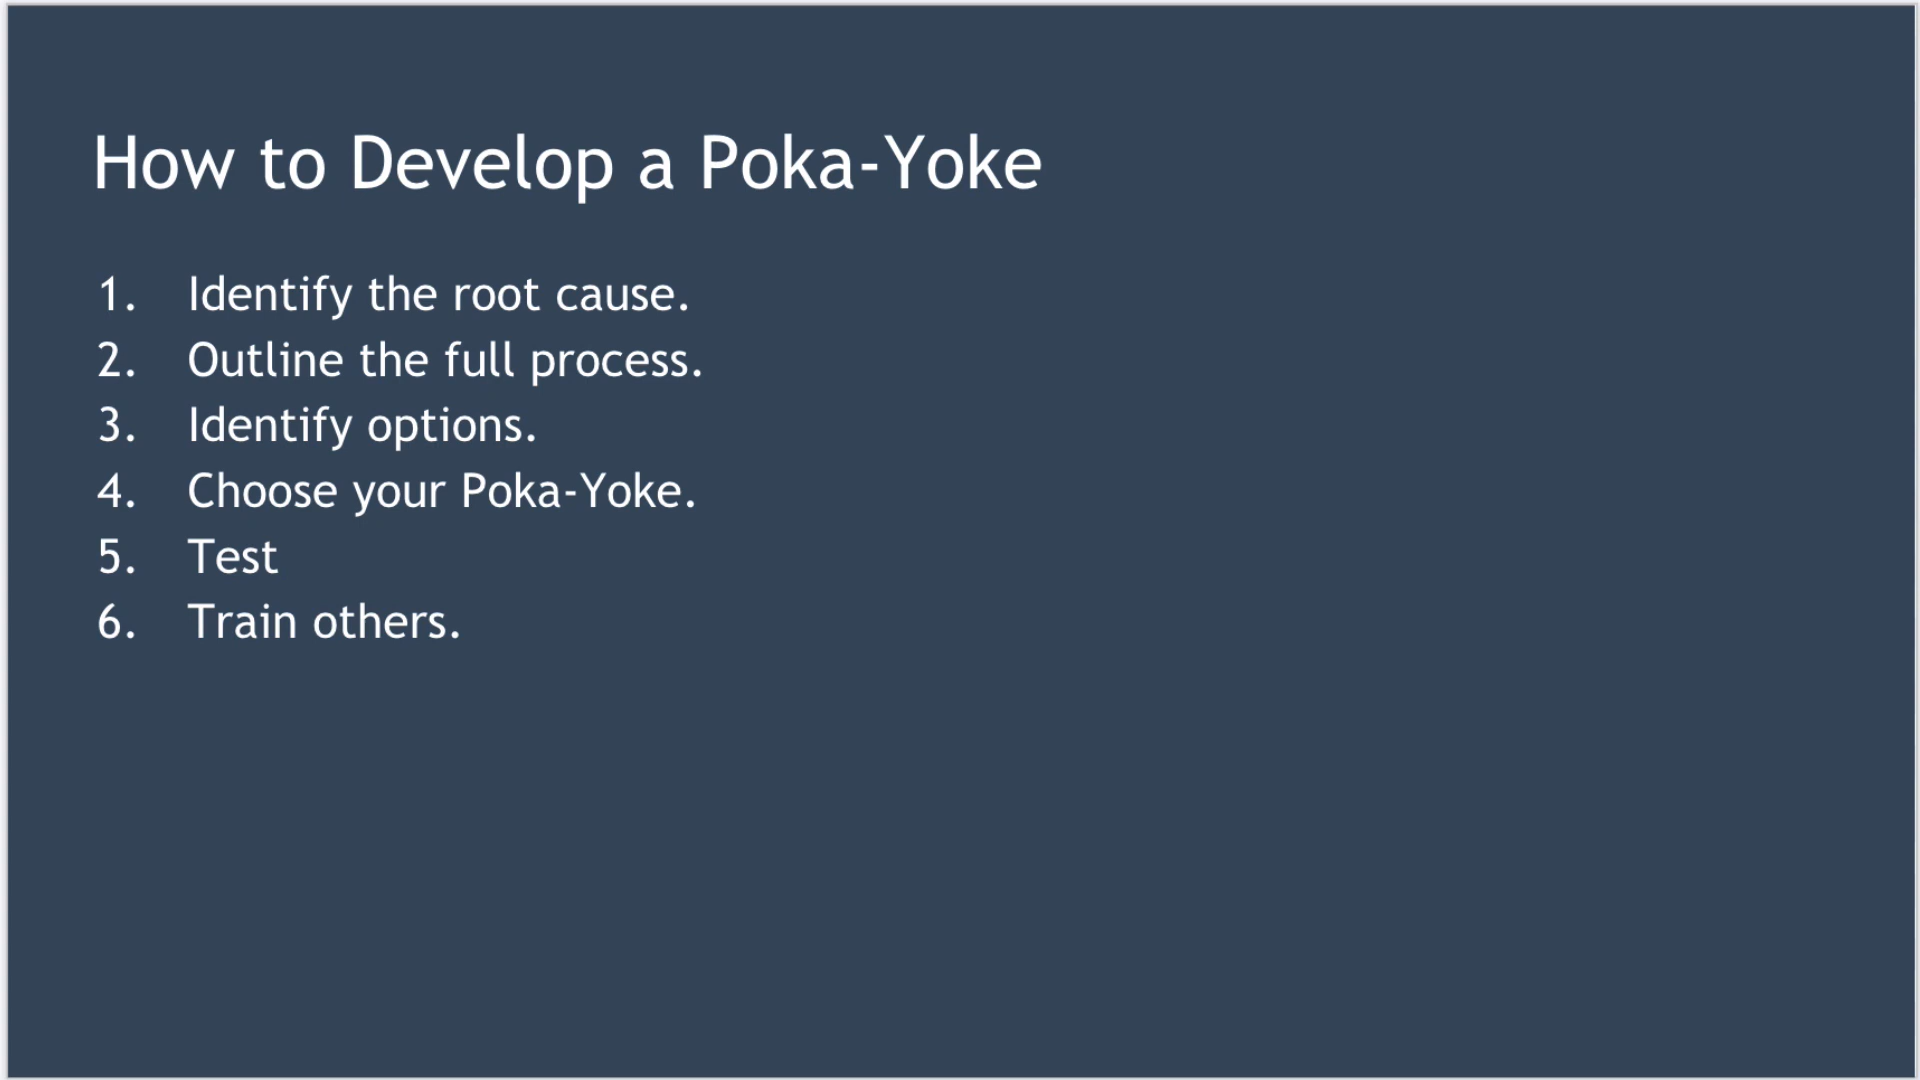 How to Develop a Poka-Yoke
1. Identify the root cause.
2. Outline the full process.
3. Identify options.
4. Choose your Poka-Yoke.
5. Test
6. Train others.